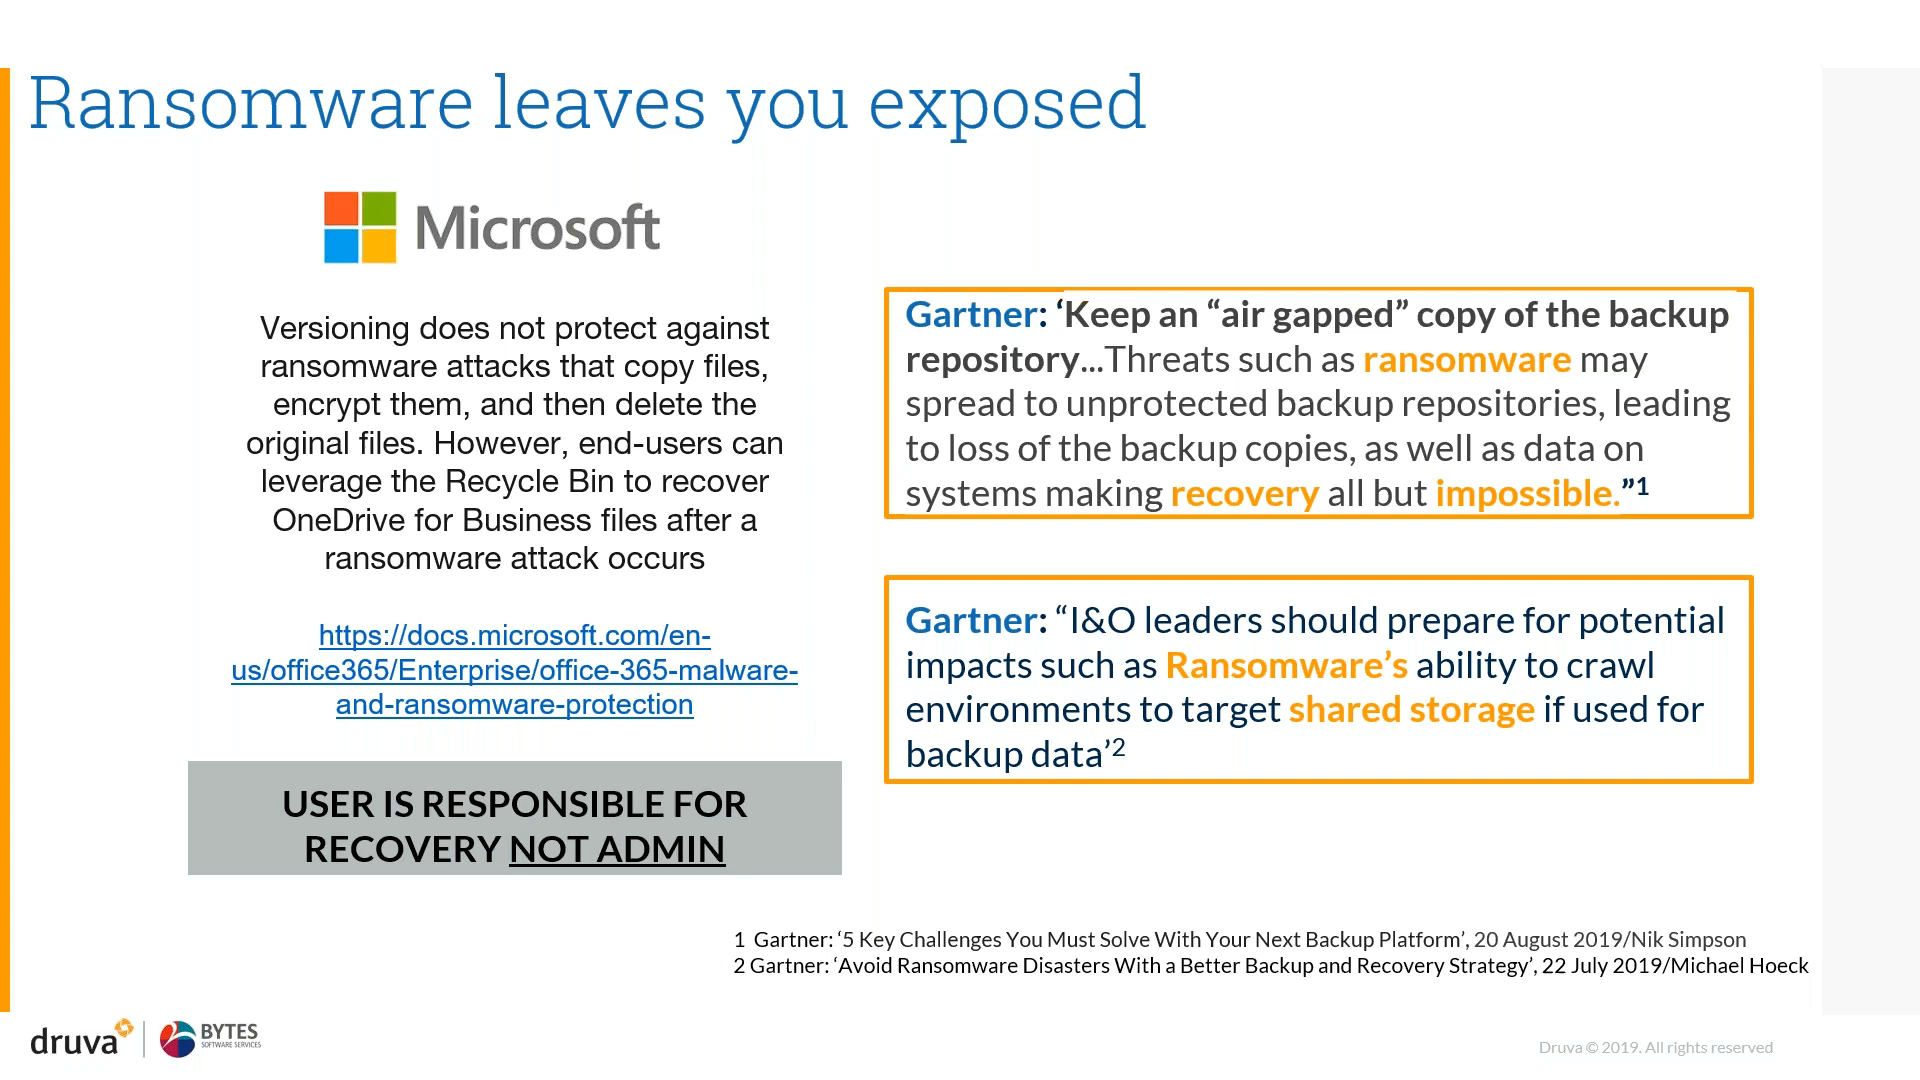 Ransomware leaves you exposed
Microsoft
Versioning does not protect against
ransomware attacks that copy files,
encrypt them, and then delete the
original files. However, end-users can
leverage the Recycle Bin to recover
OneDrive for Business files after a
ransomware attack occurs
https://docs.microsoft.com/en-
us/office365/Enterprise/office-365-malware-
and-ransomware-protection
USER IS RESPONSIBLE FOR
RECOVERY NOT ADMIN
Gartner: ‘Keep an “air gapped” copy of the backup
repository...Threats such as ransomware may
spread to unprotected backup repositories, leading
to loss of the backup copies, as well as data on
systems making recovery all but impossible.”1
Gartner: “I&O leaders should prepare for potential
impacts such as Ransomware’s ability to crawl
environments to target shared storage if used for
backup data’2
1 Gartner: ‘5 Key Challenges You Must Solve With Your Next Backup Platform’, 20 August 2019/Nik Simpson
2 Gartner: ‘Avoid Ransomware Disasters With a Better Backup and Recovery Strategy’, 22 July 2019/Michael Hoeck
druva
BYTES
SOFTWARE SERVICES
Druva © 2019. All rights reserved